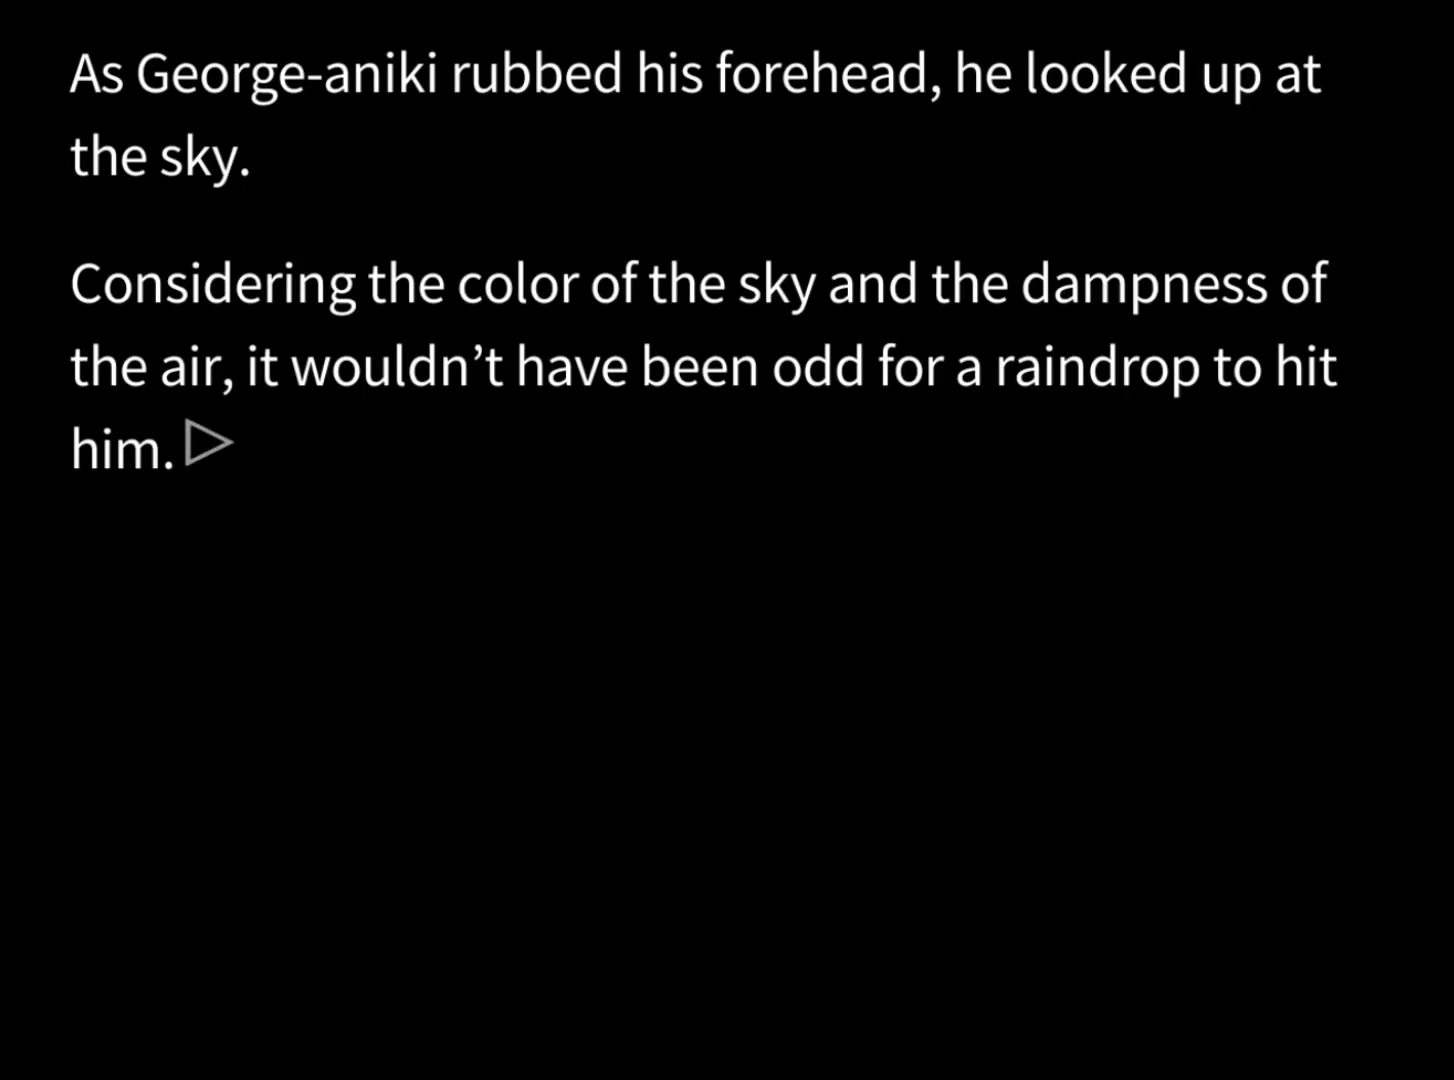 As George-aniki rubbed his forehead, he looked up at
the sky.
Considering the color of the sky and the dampness of
the air, it wouldn’t have been odd for a raindrop to hit
him.